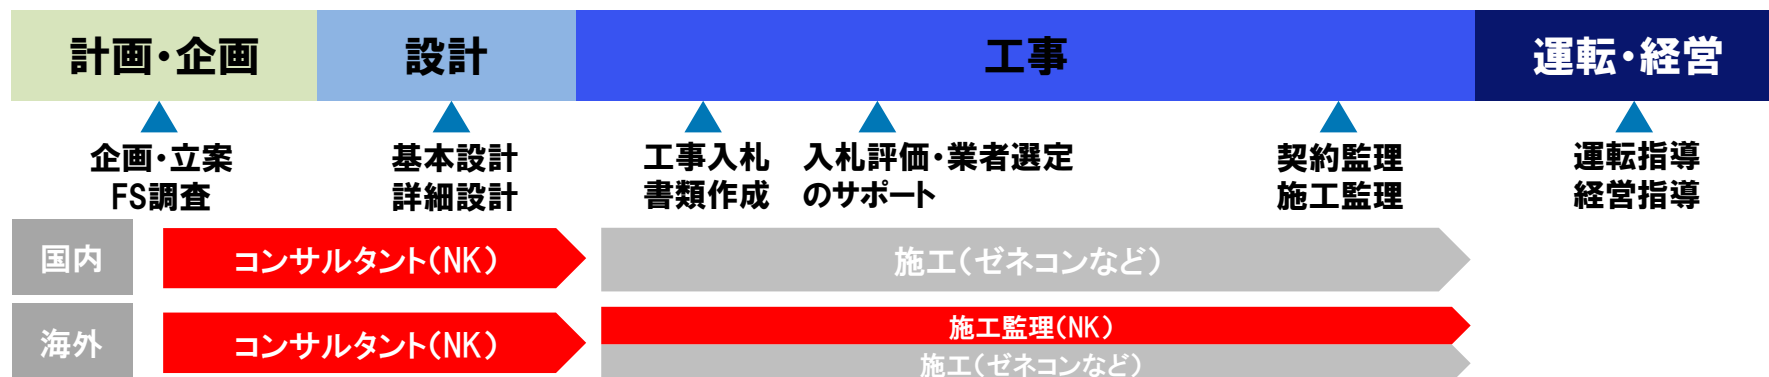 計画・企画
設計
工事
運転・経営
企画・立案
FS調査
基本設計
詳細設計
工事入札
書類作成
入札評価・業者選定
のサポート
契約監理
施工監理
運転指導
経営指導
国内
コンサルタント(NK)
施工(ゼネコンなど)
海外
コンサルタント(NK)
施工監理(NK)
施工(ゼネコンなど)